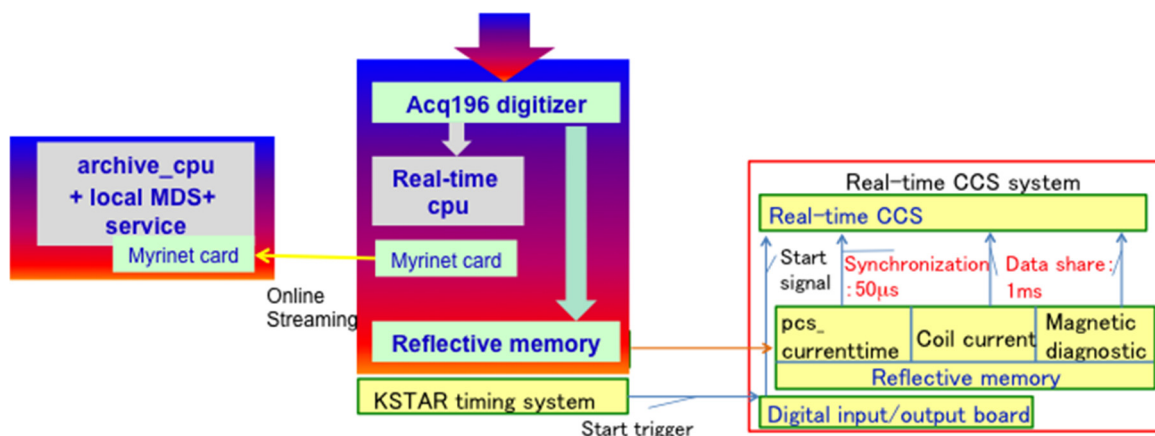 Acq196 digitizer
Real-time
cpu
Myrinet card
Reflective memory
KSTAR timing system
archive_cpu
+ local MDS+
service
Myrinet card
Online
Streaming
Start trigger
Real-time CCS system
Real-time CCS
Start
signal
Synchronization
:50μs
Data share:
1ms
pcs_
currenttime
Coil current
Magnetic
diagnostic
Reflective memory
Digital input/output board